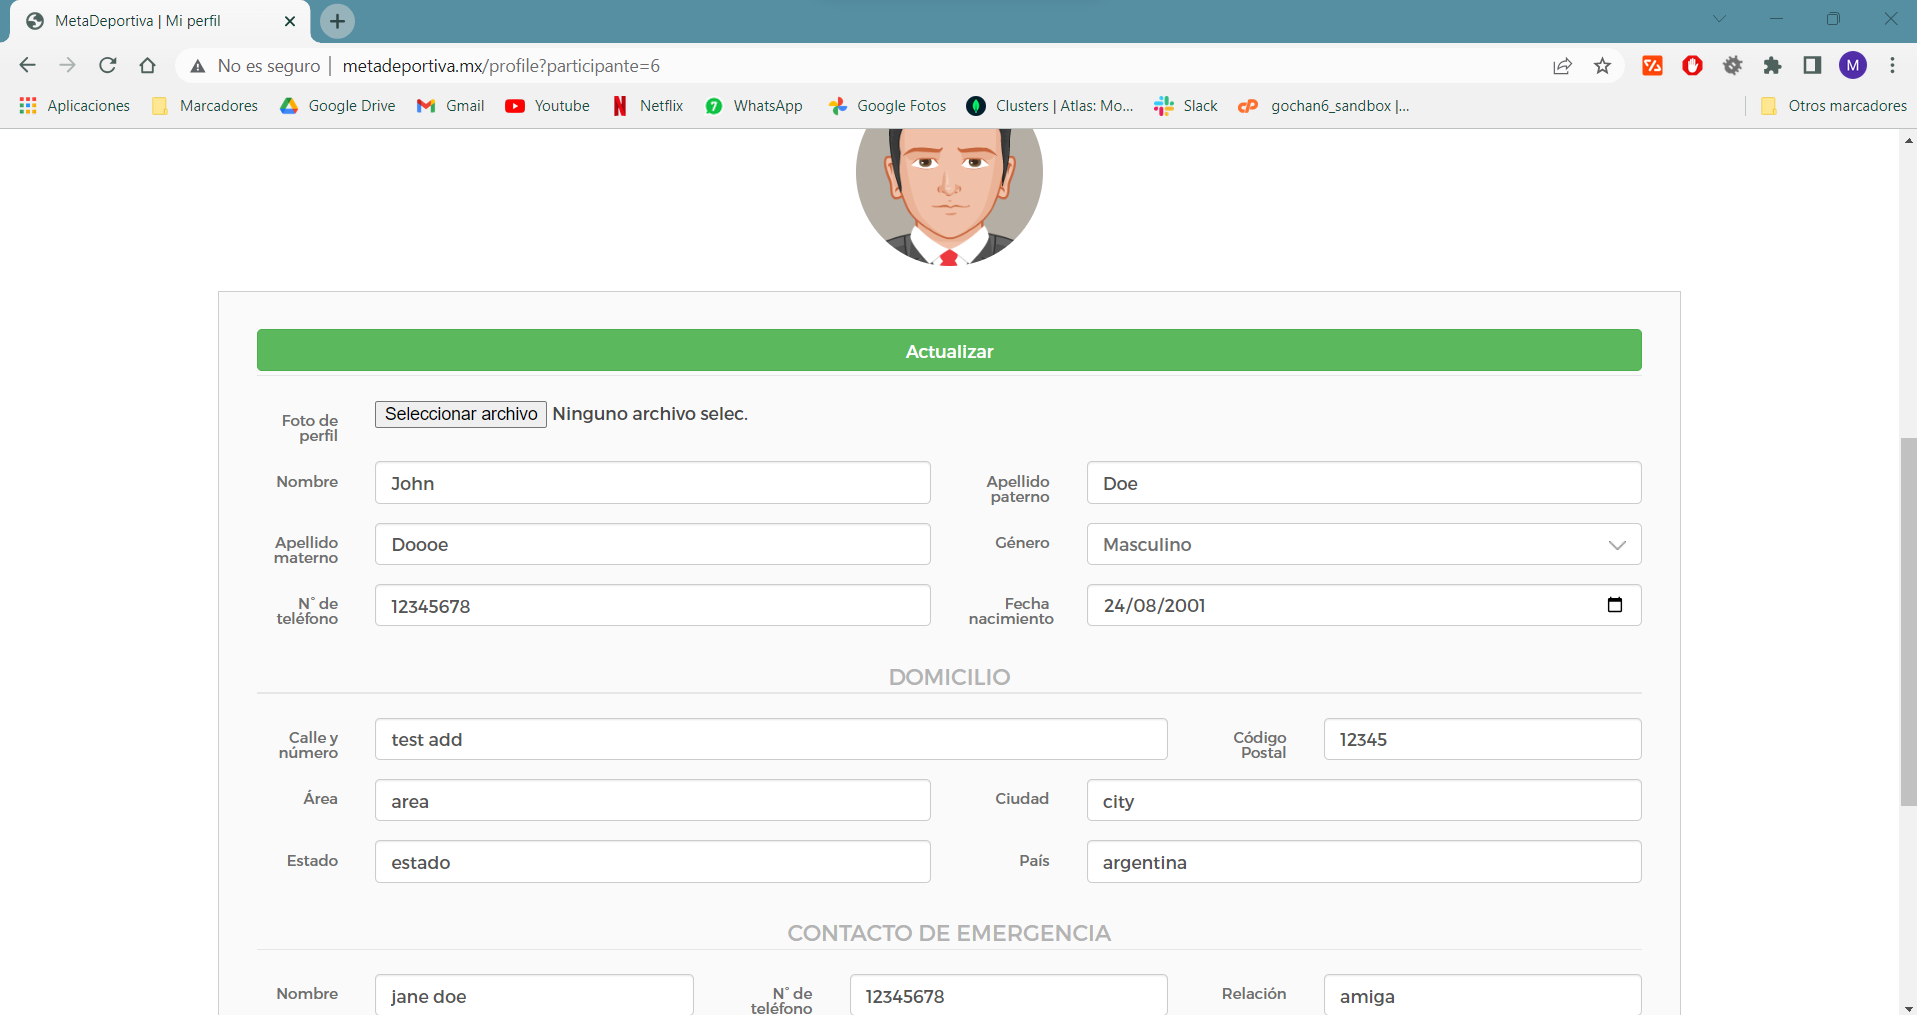 MetaDeportiva | Mi perfil
No es seguro | metadeportiva.mx/profile?participante=6
M
Aplicaciones Marcadores Google Drive Gmail Youtube Netflix 7 WhatsApp Google Fotos Clusters | Atlas: Mo... Slack cP gochan6_sandbox |... Otros marcadores
Actualizar
Foto de perfil Seleccionar archivo Ninguno archivo selec.
Nombre John Apellido paterno Doe
Apellido materno Doooe Género Masculino
N° de teléfono 12345678 Fecha nacimiento 24/08/2001
DOMICILIO
Calle y número test add Código Postal 12345
Área area Ciudad city
Estado estado País argentina
CONTACTO DE EMERGENCIA
Nombre jane doe N° de teléfono 12345678 Relación amiga